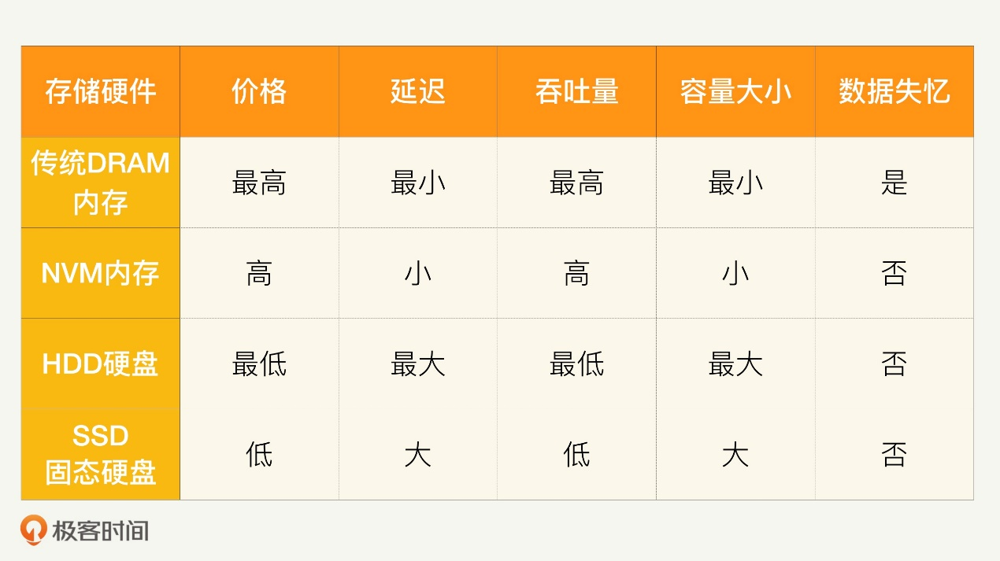 存储硬件 价格 延迟 吞吐量 容量大小 数据失忆
传统DRAM
内存 最高 最小 最高 最小 是
NVM内存 高 小 高 小 否
HDD硬盘 最低 最大 最低 最大 否
SSD
固态硬盘 低 大 低 大 否
极客时间